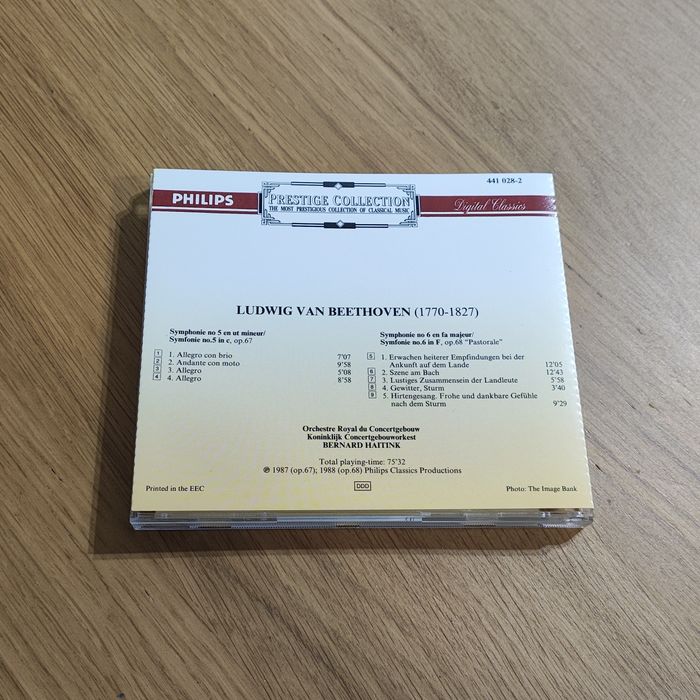 441 028-2
PHILIPS
PRESTIGE COLLECTION
THE MOST PRESTIGIOUS COLLECTION OF CLASSICAL MUSIC
Digital Classics
LUDWIG VAN BEETHOVEN (1770-1827)
Symphonie no 5 en ut mineur/
Symfonie no.5 in c, op.67
1 1. Allegro con brio 7'07
2 2. Andante con moto 9'58
3 3. Allegro 5'08
4 4. Allegro 8'58
Symphonie no 6 en fa majeur/
Symfonie no.6 in F, op.68 "Pastorale"
5 1. Erwachen heiterer Empfindungen bei der
Ankunft auf dem Lande 12'05
6 2. Szene am Bach 12'43
7 3. Lustiges Zusammensein der Landleute 5'58
8 4. Gewitter, Sturm 3'40
9 5. Hirtengesang. Frohe und dankbare Gefühle
nach dem Sturm 9'29
Orchestre Royal du Concertgebouw
Koninklijk Concertgebouworkest
BERNARD HAITINK
Total playing-time: 75'32
℗ 1987 (op.67); 1988 (op.68) Philips Classics Productions
Printed in the EEC
DDD
Photo: The Image Bank